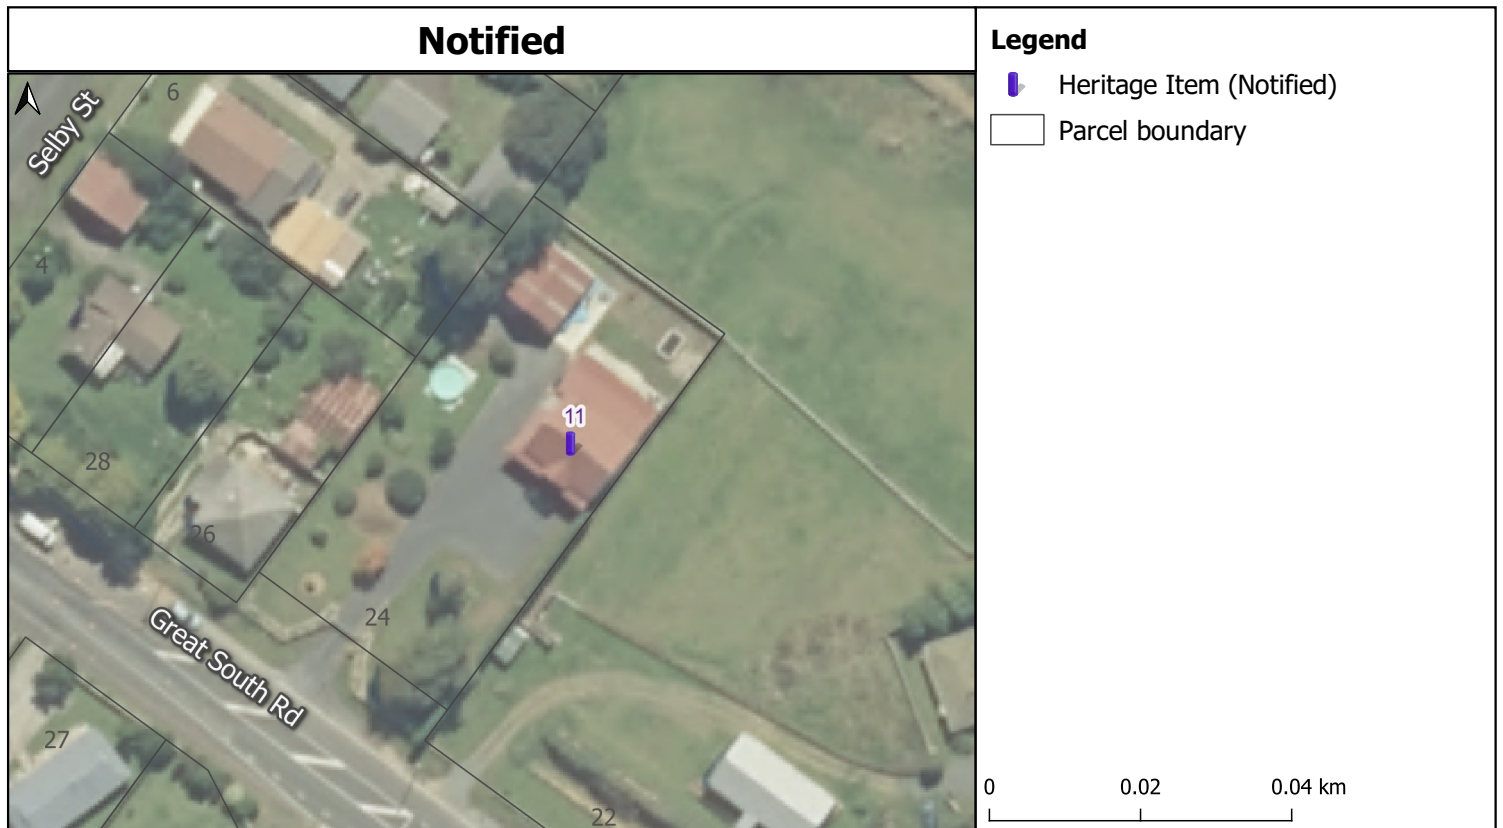 Notified
Legend
Heritage Item (Notified)
Parcel boundary
6
Selby St
4
11
28
26
24
Great South Rd
27
22
0 0.02 0.04 km